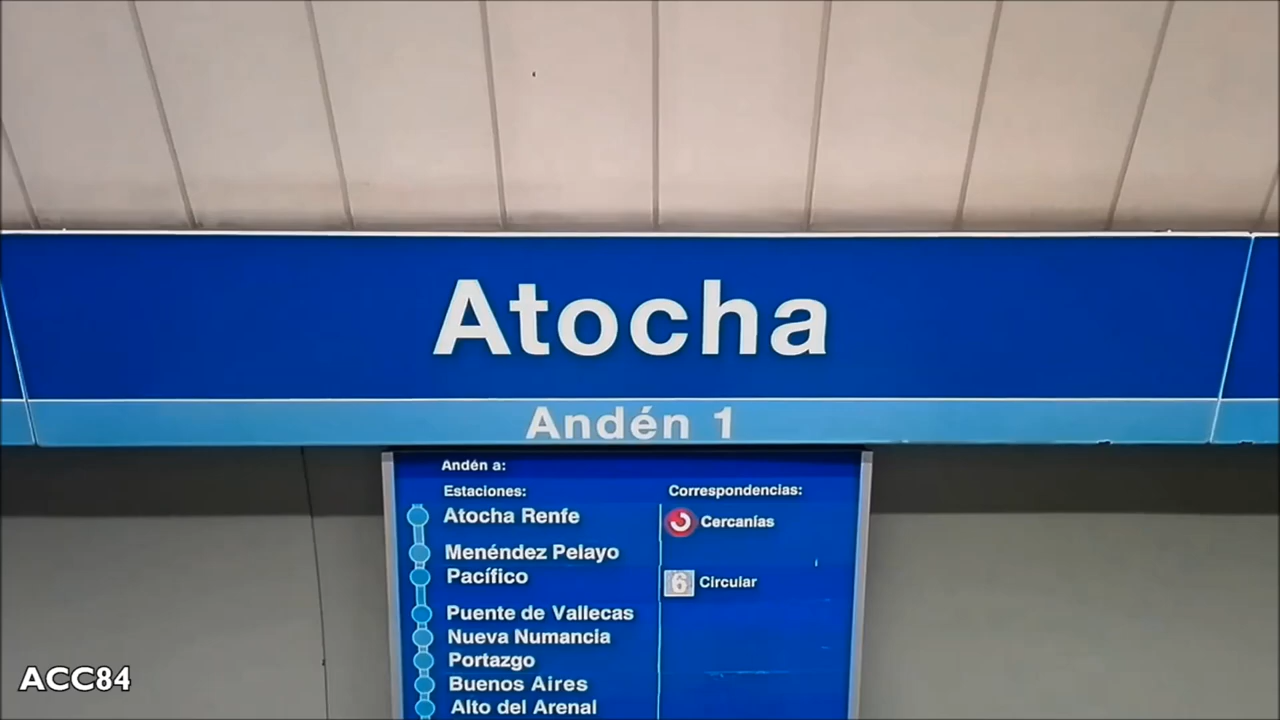 Atocha
Andén 1
Andén a:
Estaciones:
Correspondencias:
Atocha Renfe
Cercanías
Menéndez Pelayo
Pacífico
6 Circular
Puente de Vallecas
Nueva Numancia
Portazgo
Buenos Aires
Alto del Arenal
ACC84